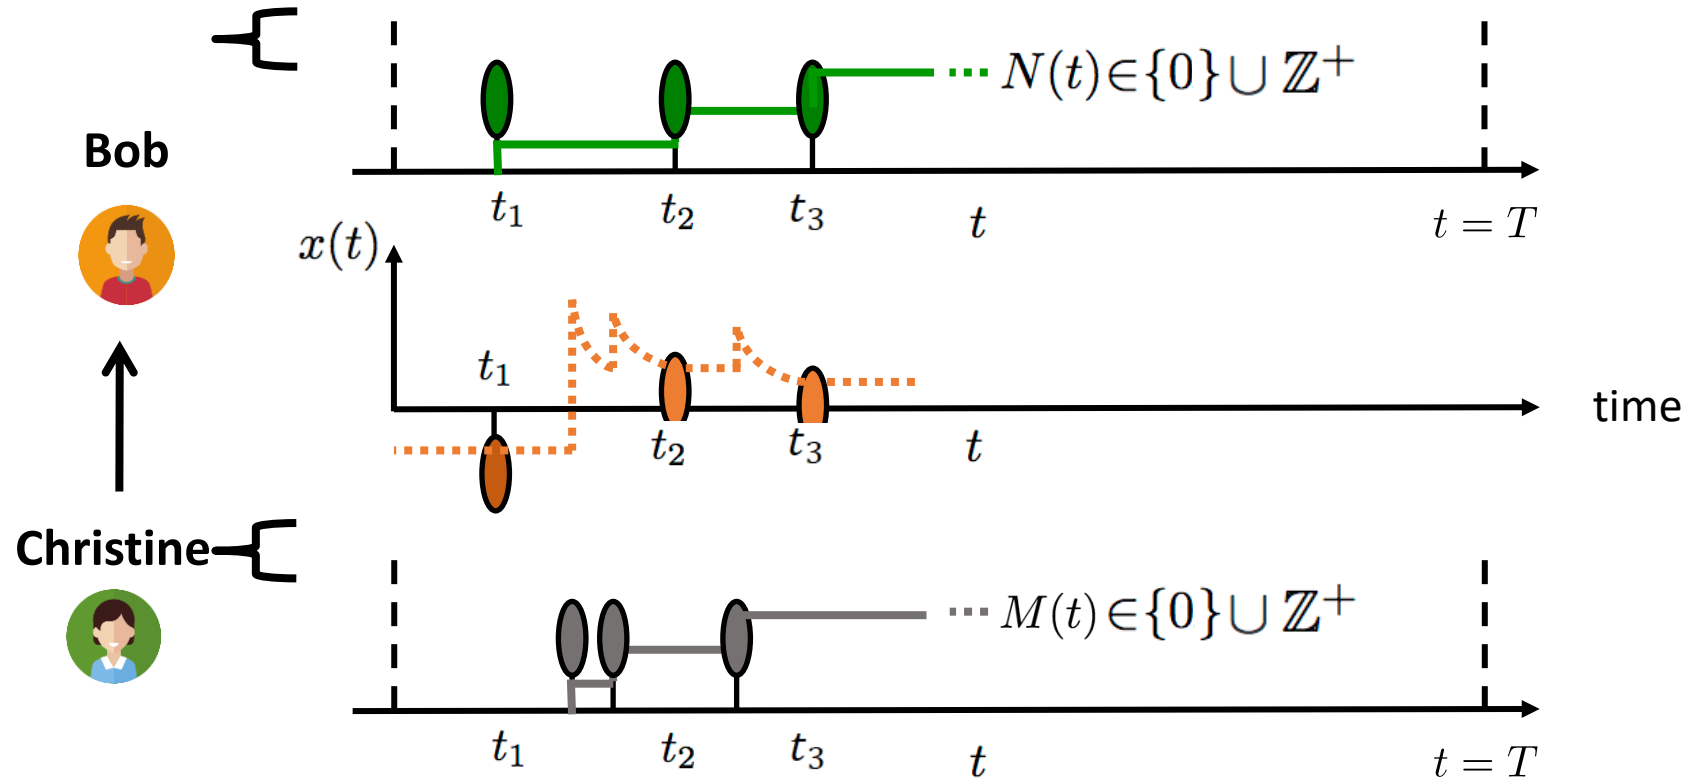 N(t)∈{0}∪ℤ⁺
Bob
t₁ t₂ t₃ t t = T
x(t)
t₁
time
t₂ t₃ t
Christine
M(t)∈{0}∪ℤ⁺
t₁ t₂ t₃ t t = T